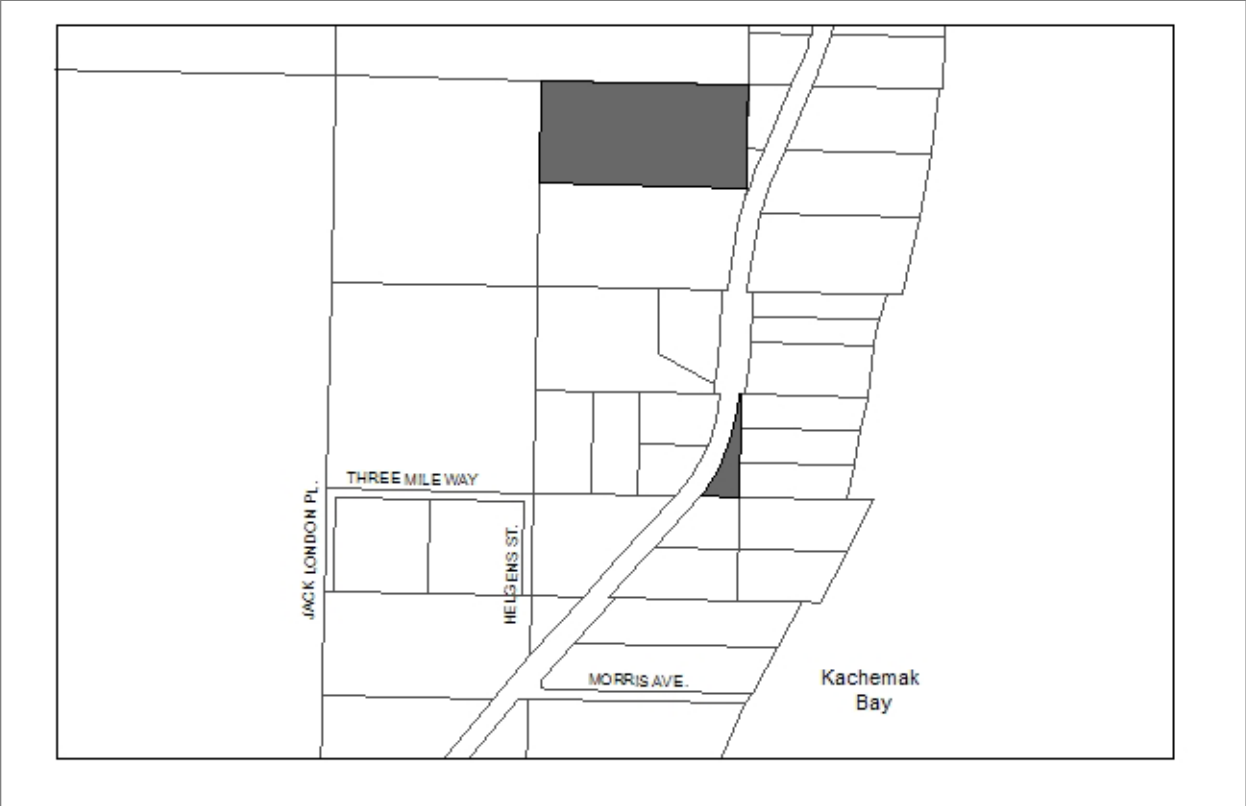 THREE MILE WAY
JACK LONDON PL.
HELGENS ST.
MORRIS AVE.
Kachemak
Bay